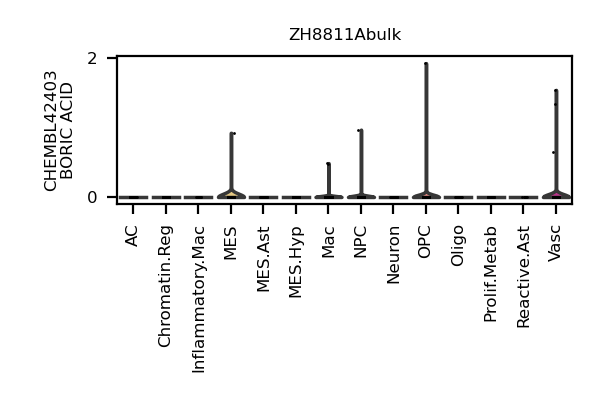 ZH8811Abulk
CHEMBL42403
BORIC ACID
2
0
AC
Chromatin.Reg
Inflammatory.Mac
MES
MES.Ast
MES.Hyp
Mac
NPC
Neuron
OPC
Oligo
Prolif.Metab
Reactive.Ast
Vasc